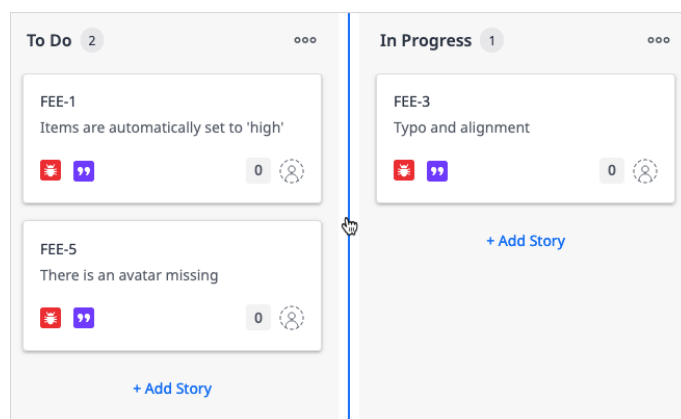 To Do 2
FEE-1
Items are automatically set to 'high'
0
FEE-5
There is an avatar missing
0
+ Add Story
In Progress 1
FEE-3
Typo and alignment
0
+ Add Story